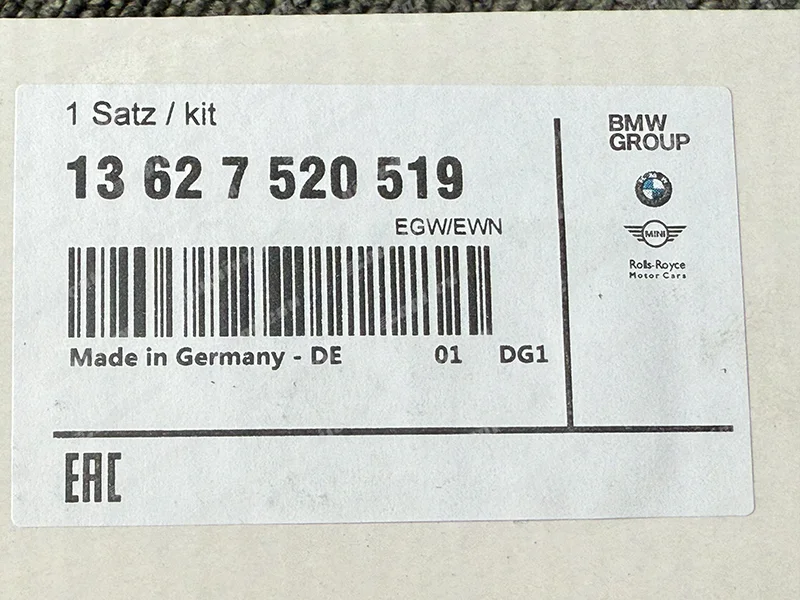 1 Satz / kit
13 62 7 520 519
EGW/EWN
Made in Germany - DE 01 DG1
EAC
BMW
GROUP
BMW
MINI
Rolls-Royce
Motor Cars